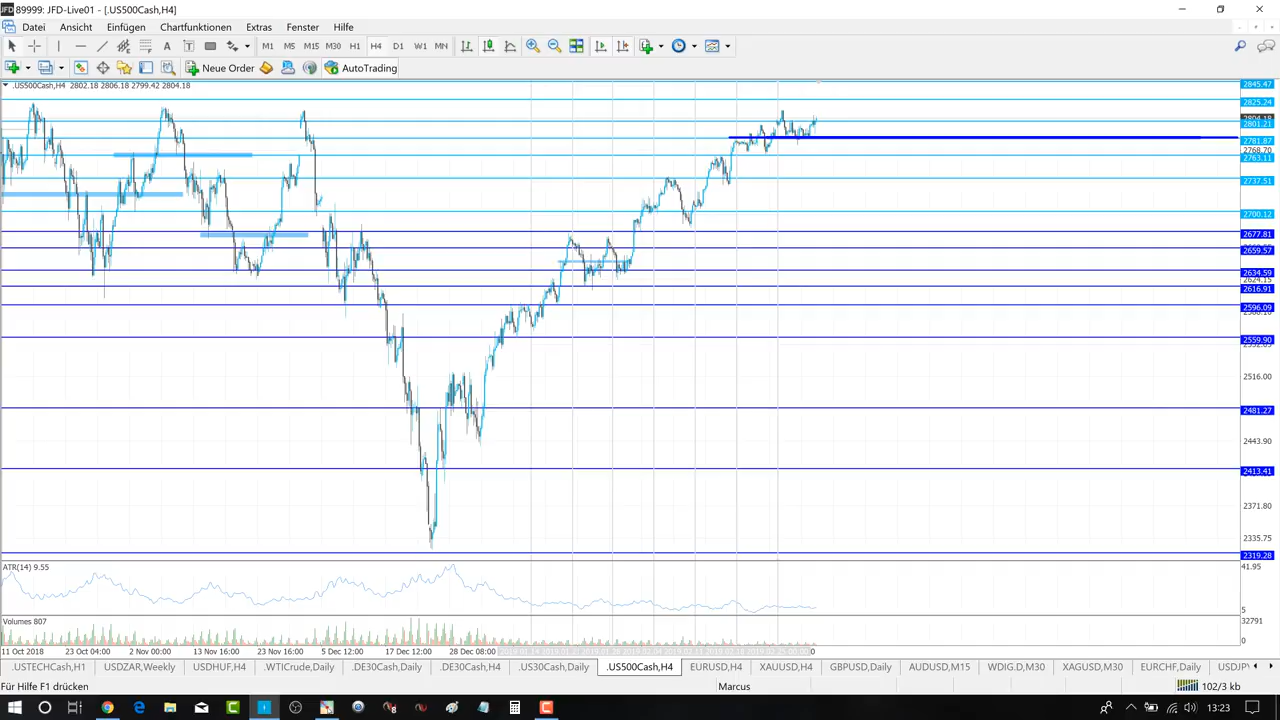 89999: JFD-Live01 - [.US500Cash,H4]
Datei Ansicht Einfügen Chartfunktionen Extras Fenster Hilfe
M1 M5 M15 M30 H1 H4 D1 W1 MN
Neue Order AutoTrading
.US500Cash,H4 2802.18 2806.18 2799.42 2804.18
2845.47
2825.24
2804.18
2801.21
2781.87
2768.70
2763.11
2737.51
2700.12
2677.81
2659.57
2634.59
2624.15
2616.91
2596.09
2559.90
2516.00
2481.27
2443.90
2413.41
2371.80
2335.75
2319.28
ATR(14) 9.55
41.95
5
Volumes 807
32791
0
11 Oct 2018 23 Oct 04:00 2 Nov 00:00 13 Nov 16:00 23 Nov 16:00 5 Dec 12:00 17 Dec 12:00 28 Dec 08:00
.USTECHCash,H1 USDZAR,Weekly USDHUF,H4 .WTICrude,Daily .DE30Cash,Daily .DE30Cash,H4 .US30Cash,Daily .US500Cash,H4 EURUSD,H4 XAUUSD,H4 GBPUSD,Daily AUDUSD,M15 WDIG.D,M30 XAGUSD,M30 EURCHF,Daily
Für Hilfe F1 drücken Marcus 102/3 kb
13:23